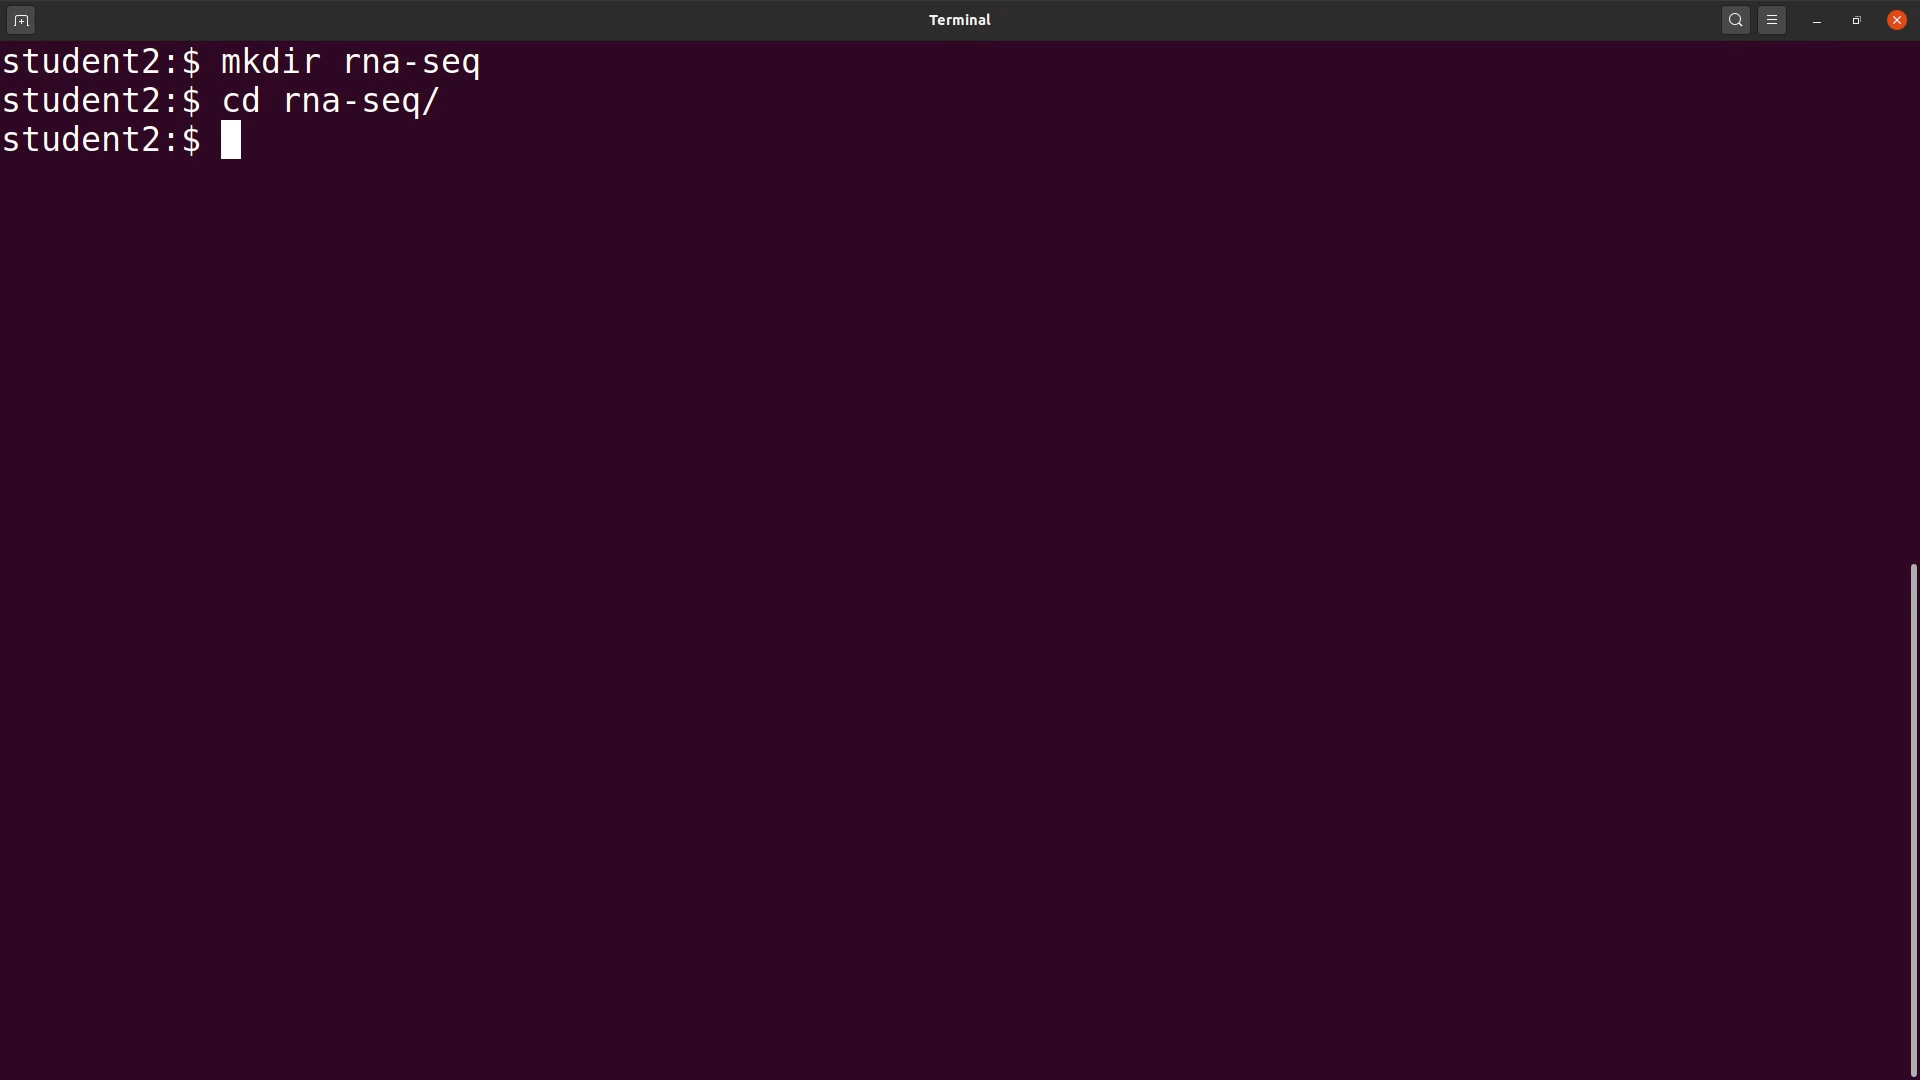 Terminal
student2:$ mkdir rna-seq
student2:$ cd rna-seq/
student2:$